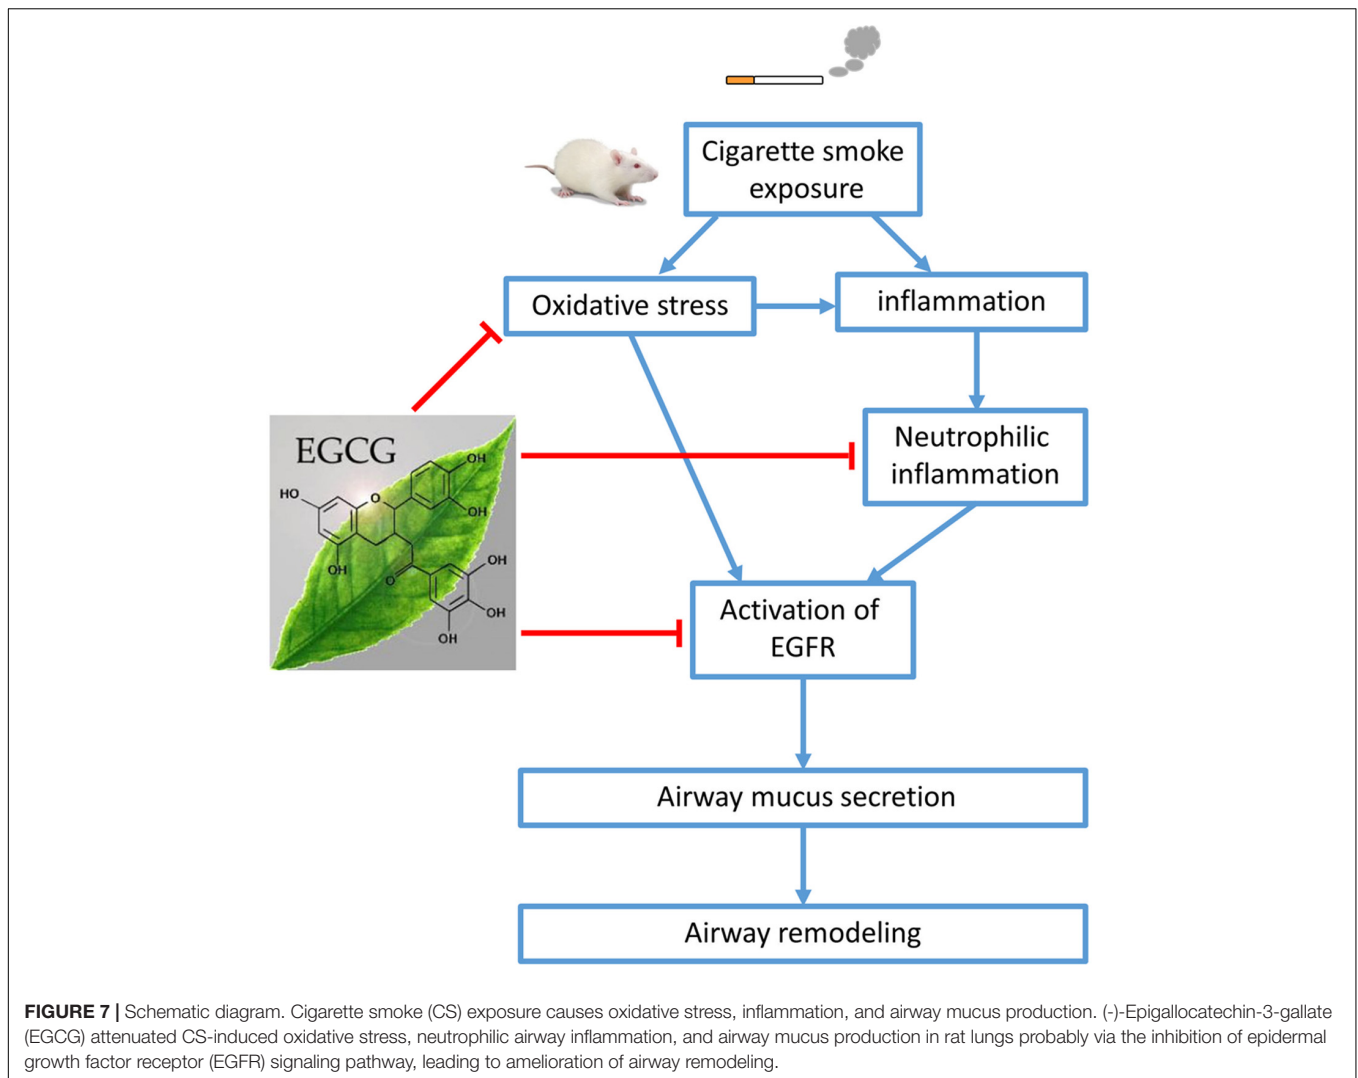 Cigarette smoke
exposure
Oxidative stress
inflammation
EGCG
OH
HO
O
OH
OH
O
OH
OH
OH
Neutrophilic
inflammation
Activation of
EGFR
Airway mucus secretion
Airway remodeling
FIGURE 7 | Schematic diagram. Cigarette smoke (CS) exposure causes oxidative stress, inflammation, and airway mucus production. (-)-Epigallocatechin-3-gallate
(EGCG) attenuated CS-induced oxidative stress, neutrophilic airway inflammation, and airway mucus production in rat lungs probably via the inhibition of epidermal
growth factor receptor (EGFR) signaling pathway, leading to amelioration of airway remodeling.